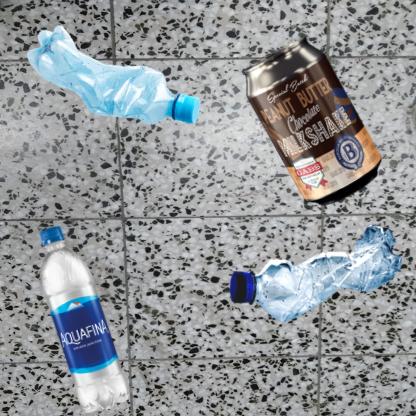 Special Batch
PEANUT BUTTER
Chocolate
MILKSHAKE
B
AQUAFINA